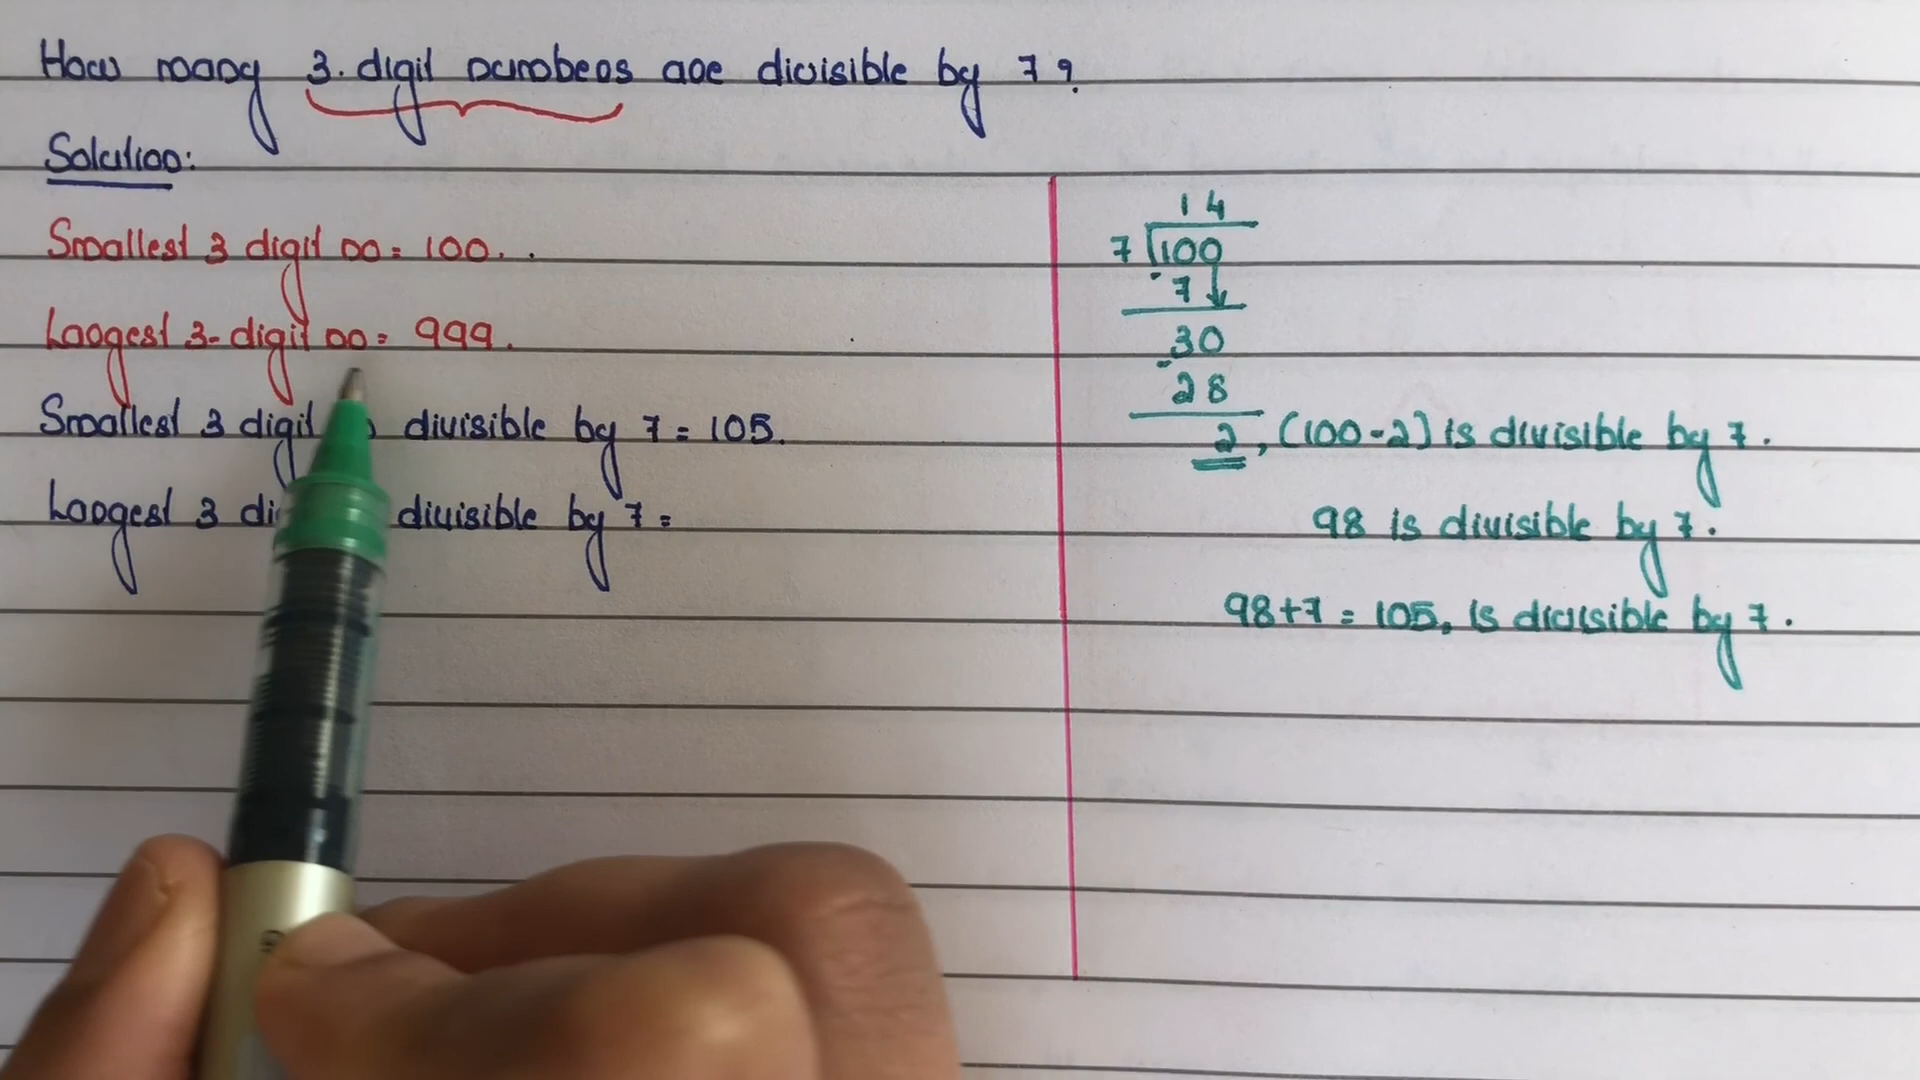 How many 3-digit numbers are divisible by 7?
Solution:
Smallest 3 digit no = 100.
Largest 3-digit no = 999.
Smallest 3 digit divisible by 7 = 105.
Largest 3 divisible by 7 =
14
7 100
- 7
30
- 28
2, (100-2) is divisible by 7.
98 is divisible by 7.
98+7 = 105, is divisible by 7.